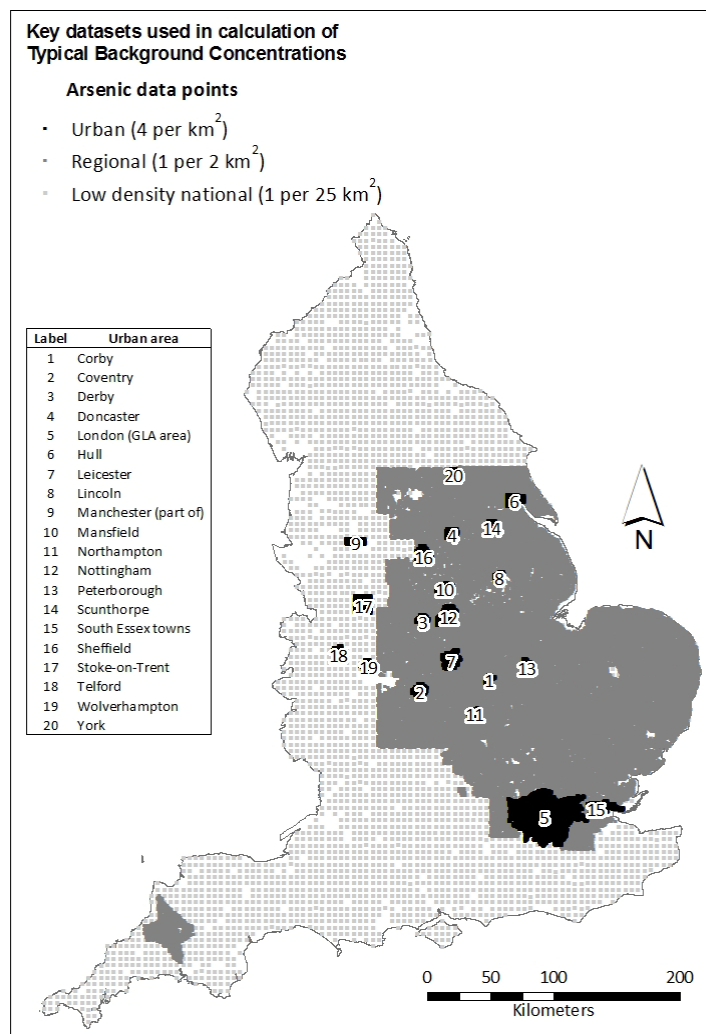 Key datasets used in calculation of
Typical Background Concentrations
Arsenic data points
Urban (4 per km²)
Regional (1 per 2 km²)
Low density national (1 per 25 km²)
Label Urban area
1 Corby
2 Coventry
3 Derby
4 Doncaster
5 London (GLA area)
6 Hull
7 Leicester
8 Lincoln
9 Manchester (part of)
10 Mansfield
11 Northampton
12 Nottingham
13 Peterborough
14 Scunthorpe
15 South Essex towns
16 Sheffield
17 Stoke-on-Trent
18 Telford
19 Wolverhampton
20 York
20
6
14
4
9
16
8
10
17
12
3
18
19
7
13
1
2
11
15
5
N
0 50 100 200
Kilometers